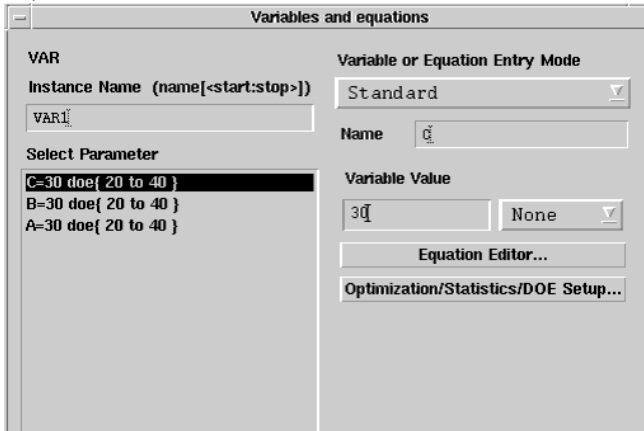 Variables and equations
VAR
Instance Name (name[<start:stop>])
VAR1
Select Parameter
C=30 doe{ 20 to 40 }
B=30 doe{ 20 to 40 }
A=30 doe{ 20 to 40 }
Variable or Equation Entry Mode
Standard
Name C
Variable Value
30 None
Equation Editor...
Optimization/Statistics/DOE Setup...